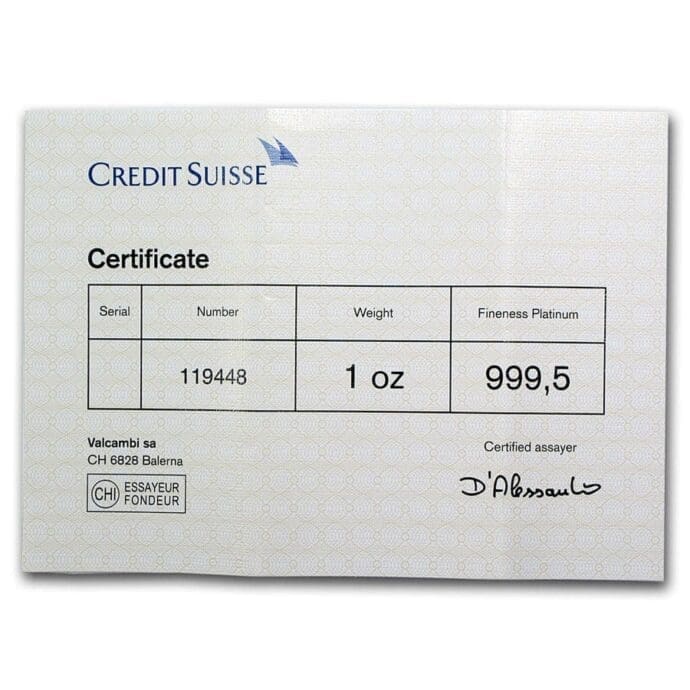 CREDIT SUISSE
Certificate
Serial Number Weight Fineness Platinum
119448 1 oz 999,5
Valcambi sa
CH 6828 Balerna
CHI ESSAYEUR
FONDEUR
Certified assayer